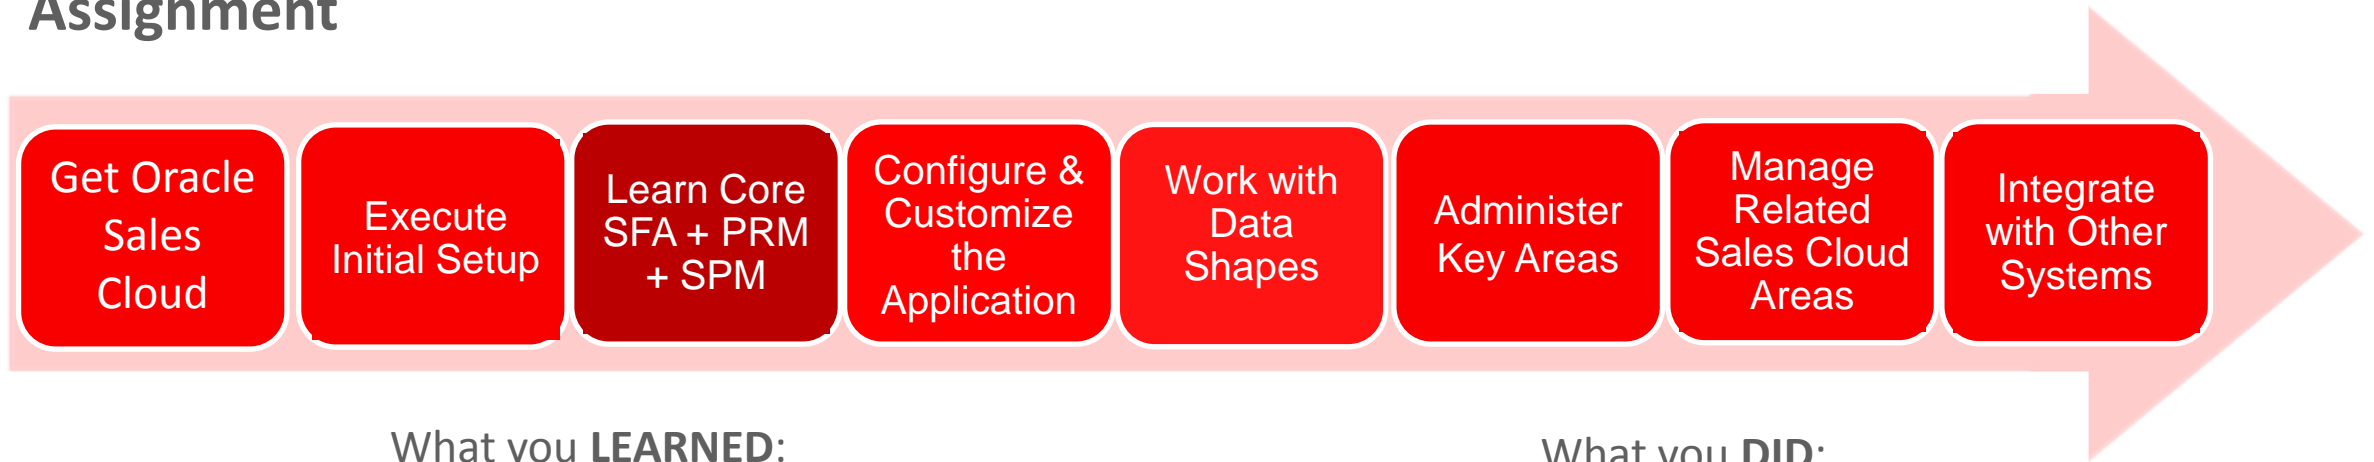 Assignment
Get Oracle
Sales
Cloud
Execute
Initial Setup
Learn Core
SFA + PRM
+ SPM
Configure &
Customize
the
Application
Work with
Data
Shapes
Administer
Key Areas
Manage
Related
Sales Cloud
Areas
Integrate
with Other
Systems
What you LEARNED:
What you DID: